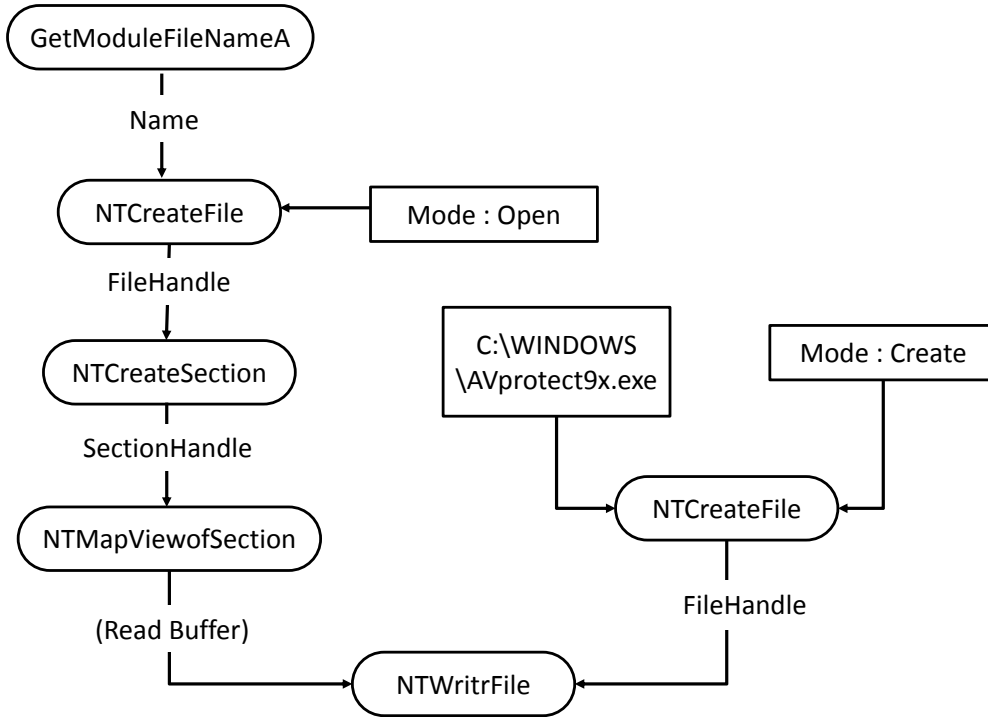 GetModuleFileNameA
Name
NTCreateFile
Mode : Open
FileHandle
NTCreateSection
C:\WINDOWS
\AVprotect9x.exe
Mode : Create
SectionHandle
NTCreateFile
NTMapViewofSection
FileHandle
(Read Buffer)
NTWritrFile